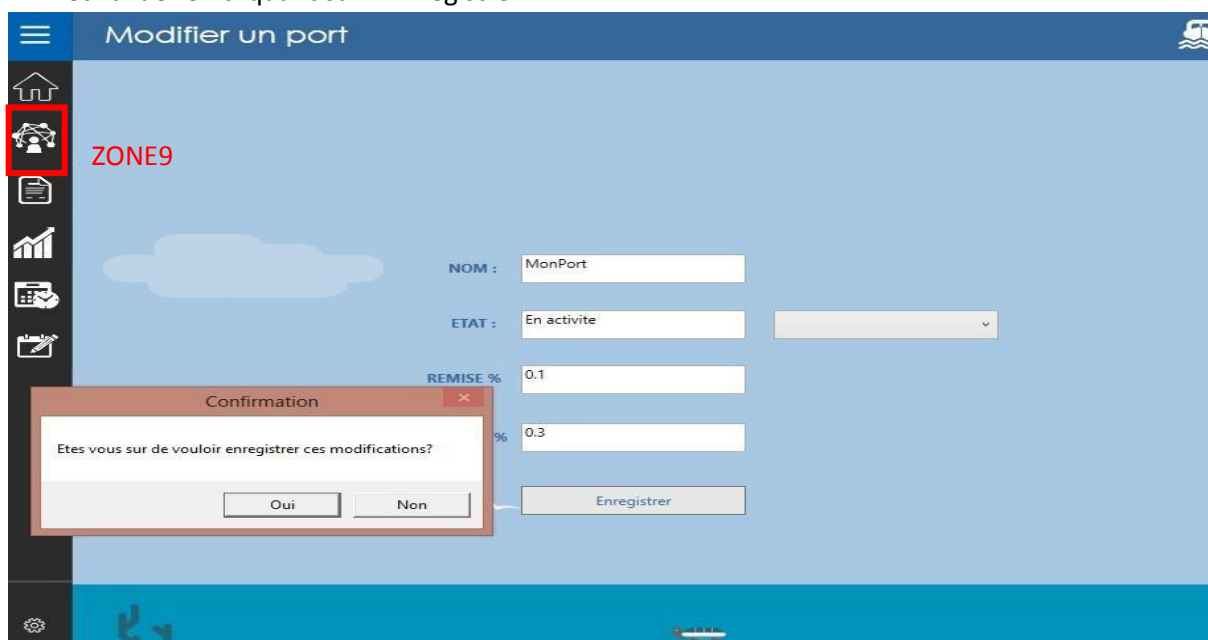 Modifier un port
ZONE9
NOM : MonPort
ETAT : En activite
REMISE % 0.1
% 0.3
Confirmation
Etes vous sur de vouloir enregistrer ces modifications?
Oui Non
Enregistrer